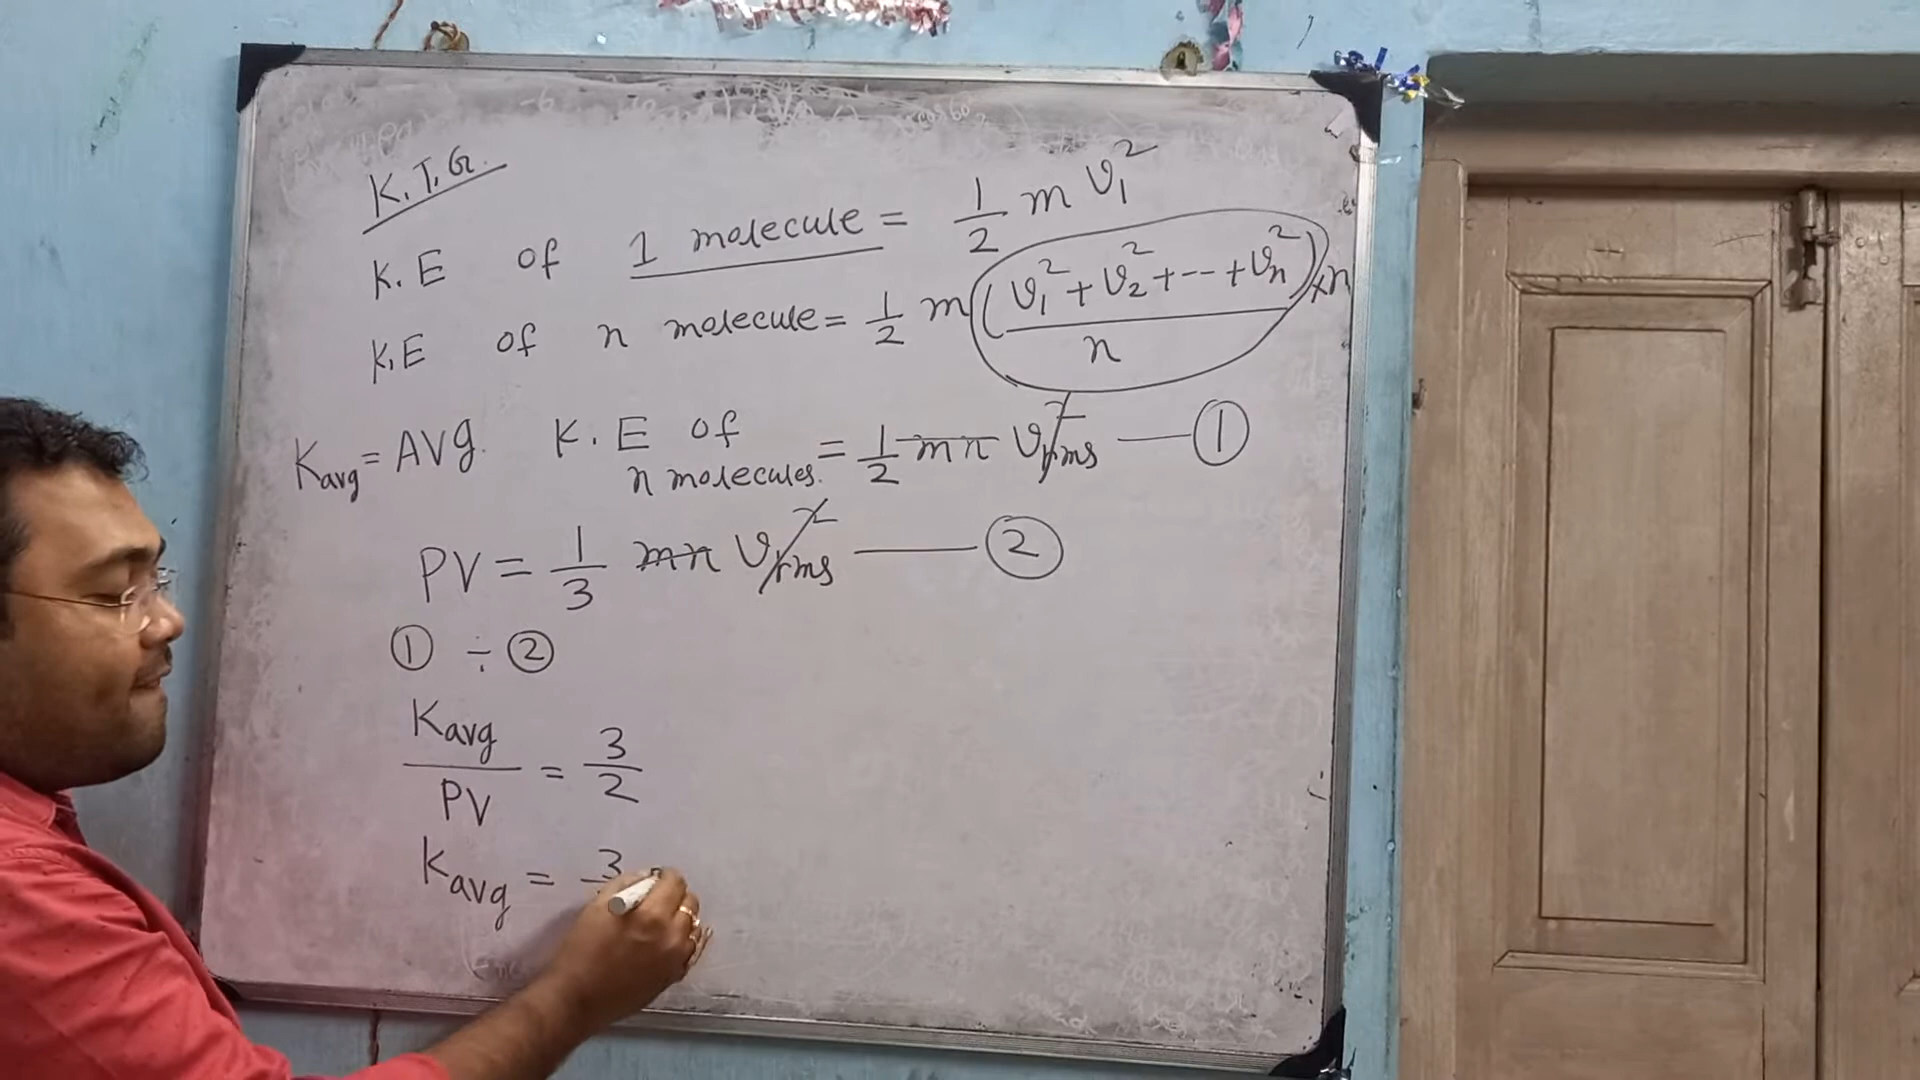 K.T.G.
K.E of 1 molecule = 1/2 m v₁²
K.E of n molecule = 1/2 m ((v₁² + v₂² + -- + vₙ²)/n) × n
Kavg = AVg. K.E of n molecules. = 1/2 mn v²rms — ①
PV = 1/3 mn v²rms — ②
① ÷ ②
Kavg/PV = 3/2
Kavg = 3